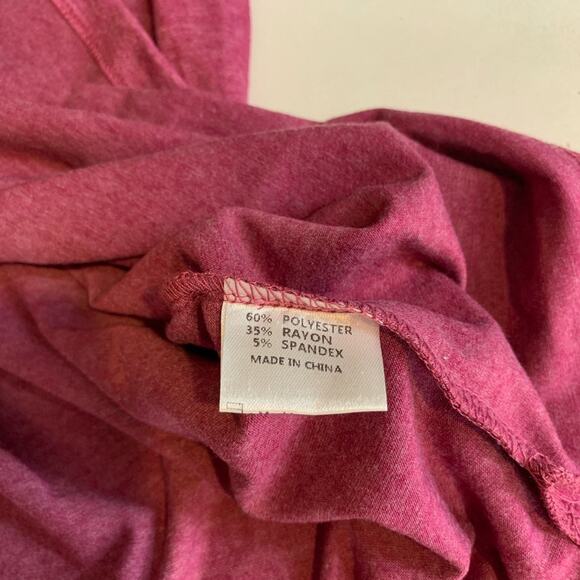 60% POLYESTER
35% RAYON
5% SPANDEX
MADE IN CHINA